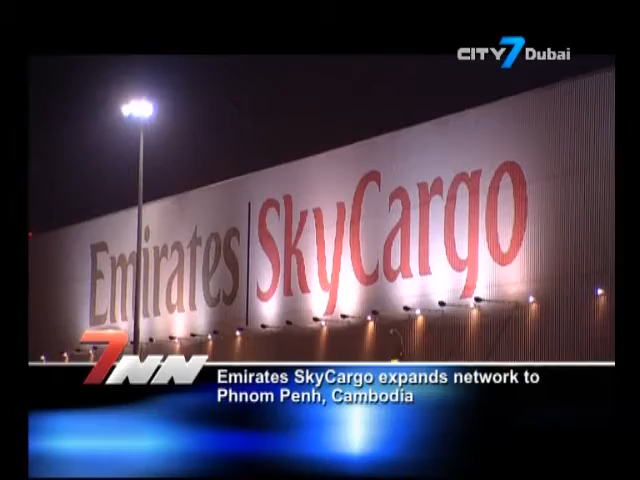 CITY7 Dubai
Emirates | SkyCargo
7NN
Emirates SkyCargo expands network to
Phnom Penh, Cambodia